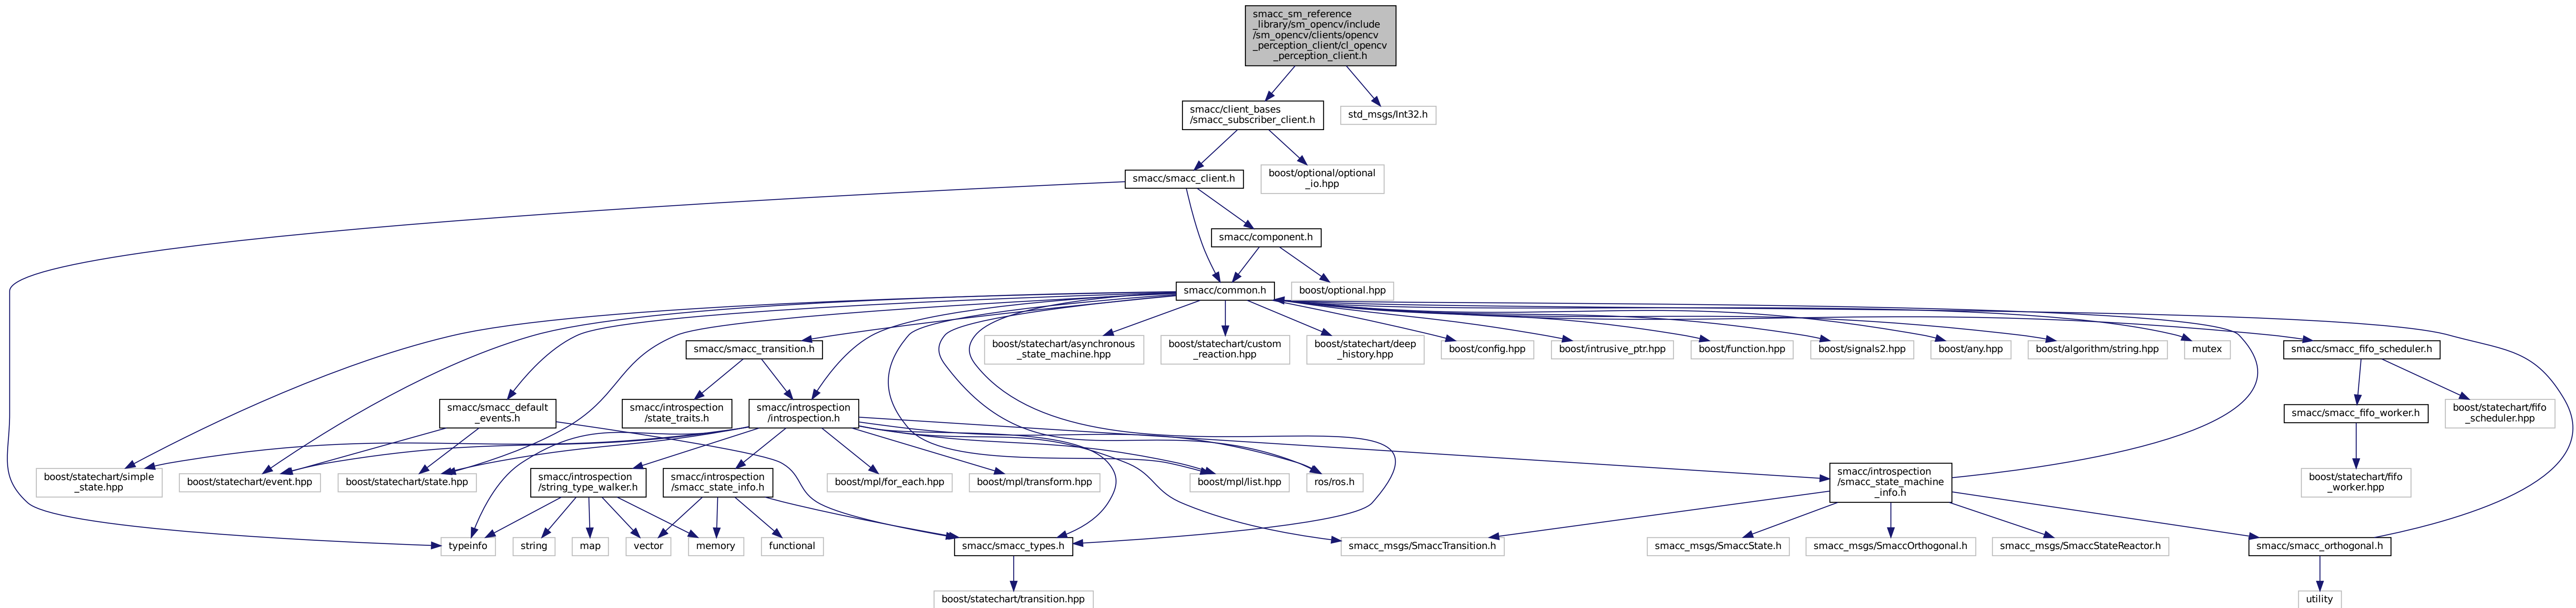 smacc_sm_reference
_library/sm_opencv/include
/sm_opencv/clients/opencv
_perception_client/cl_opencv
_perception_client.h
smacc/client_bases
/smacc_subscriber_client.h
std_msgs/Int32.h
smacc/smacc_client.h
boost/optional/optional
_io.hpp
smacc/component.h
smacc/common.h
boost/optional.hpp
smacc/smacc_transition.h
boost/statechart/asynchronous
_state_machine.hpp
boost/statechart/custom
_reaction.hpp
boost/statechart/deep
_history.hpp
boost/config.hpp
boost/intrusive_ptr.hpp
boost/function.hpp
boost/signals2.hpp
boost/any.hpp
boost/algorithm/string.hpp
mutex
smacc/smacc_fifo_scheduler.h
smacc/smacc_default
_events.h
smacc/introspection
/state_traits.h
smacc/introspection
/introspection.h
smacc/smacc_fifo_worker.h
boost/statechart/fifo
_scheduler.hpp
boost/statechart/simple
_state.hpp
boost/statechart/event.hpp
boost/statechart/state.hpp
smacc/introspection
/string_type_walker.h
smacc/introspection
/smacc_state_info.h
boost/mpl/for_each.hpp
boost/mpl/transform.hpp
boost/mpl/list.hpp
ros/ros.h
smacc/introspection
/smacc_state_machine
_info.h
boost/statechart/fifo
_worker.hpp
typeinfo
string
map
vector
memory
functional
smacc/smacc_types.h
smacc_msgs/SmaccTransition.h
smacc_msgs/SmaccState.h
smacc_msgs/SmaccOrthogonal.h
smacc_msgs/SmaccStateReactor.h
smacc/smacc_orthogonal.h
boost/statechart/transition.hpp
utility